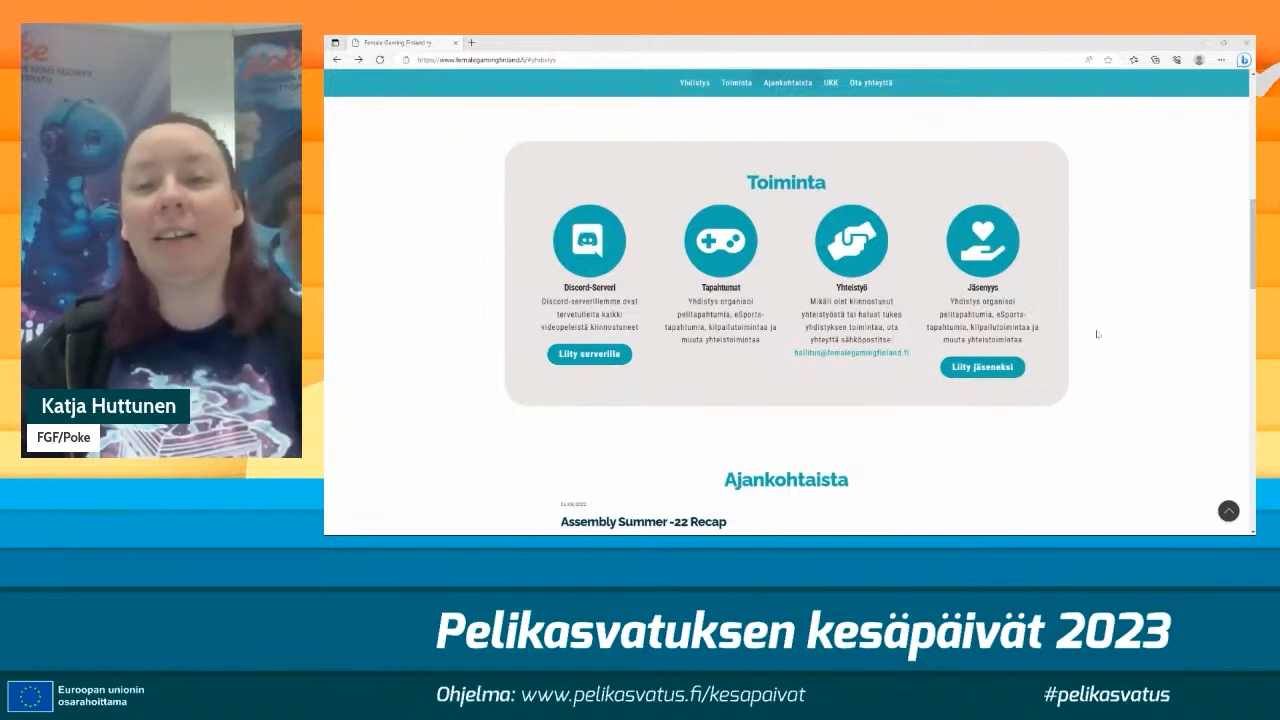 Female Gaming Finland ry
https://www.femalegamingfinland.fi/#yhdistys
Yhdistys Toiminta Ajankohtaista UKK Ota yhteyttä
Toiminta
Discord-Serveri
Discord-serverillemme ovat
tervetulleita kaikki
videopeleistä kiinnostuneet
Liity serverille
Tapahtumat
Yhdistys organisoi
pelitapahtumia, eSports-
tapahtumia, kilpailutoimintaa ja
muuta yhteistoimintaa
Yhteistyö
Mikäli olet kiinnostunut
yhteistyöstä tai haluat tukea
yhdistyksen toimintaa, ota
yhteyttä sähköpostitse:
hallitus@femalegamingfinland.fi
Jäsenyys
Yhdistys organisoi
pelitapahtumia, eSports-
tapahtumia, kilpailutoimintaa ja
muuta yhteistoimintaa
Liity jäseneksi
Ajankohtaista
Assembly Summer -22 Recap
Katja Huttunen
FGF/Poke
Pelikasvatuksen kesäpäivät 2023
Euroopan unionin
osarahoittama
Ohjelma: www.pelikasvatus.fi/kesapaivat
#pelikasvatus